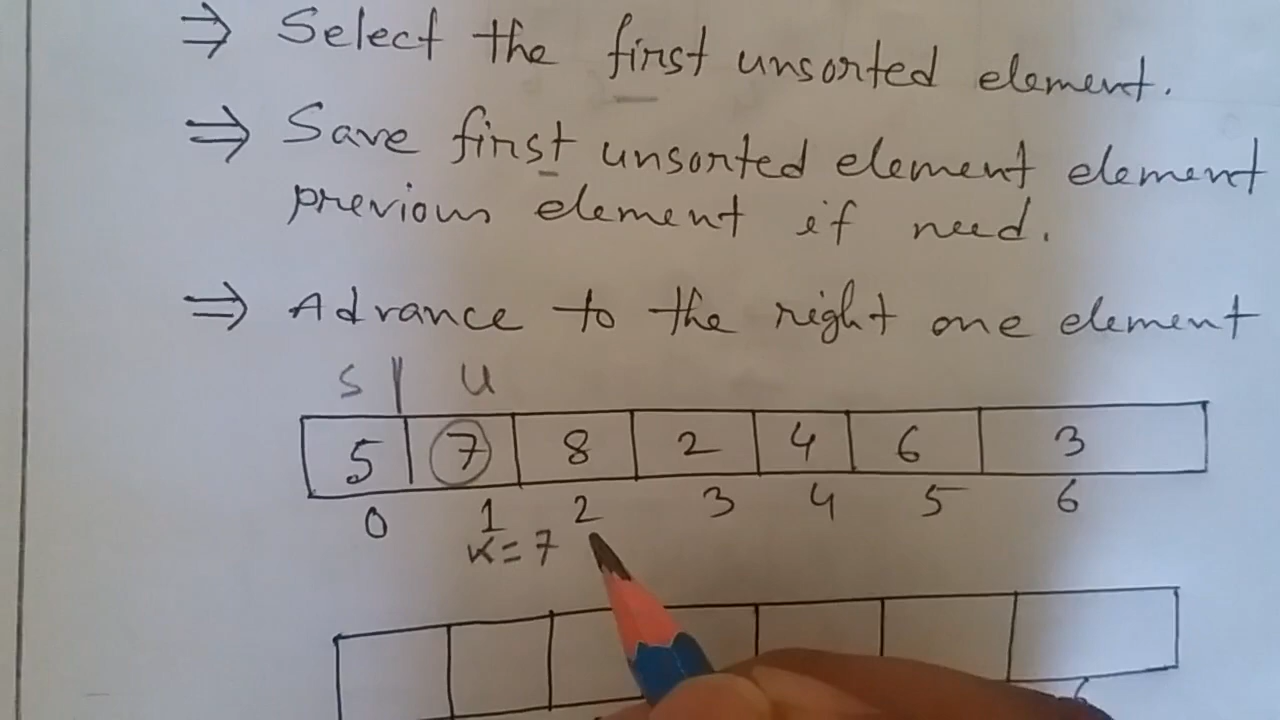 ⇒ Select the first unsorted element.
⇒ Save first unsorted element element
previous element if need.
⇒ Advance to the right one element
S | U
5 7 8 2 4 6 3
0 1 2 3 4 5 6
K=7